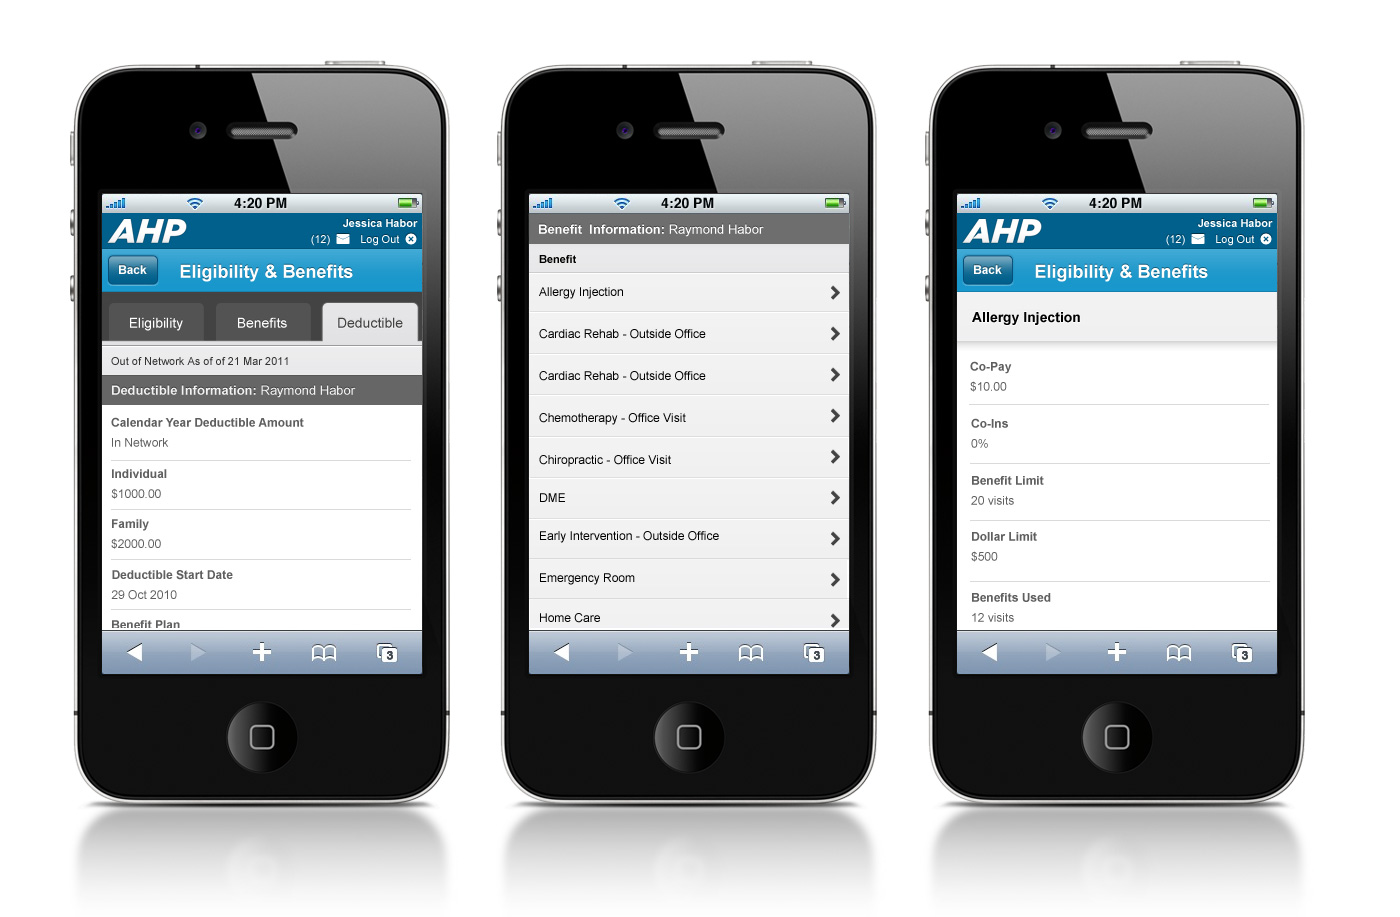 4:20 PM
AHP
Jessica Habor
(12) Log Out
Back
Eligibility & Benefits
Eligibility
Benefits
Deductible
Out of Network As of of 21 Mar 2011
Deductible Information: Raymond Habor
Calendar Year Deductible Amount
In Network
Individual
$1000.00
Family
$2000.00
Deductible Start Date
29 Oct 2010
Benefit Plan
3
4:20 PM
Benefit Information: Raymond Habor
Benefit
Allergy Injection
Cardiac Rehab - Outside Office
Cardiac Rehab - Outside Office
Chemotherapy - Office Visit
Chiropractic - Office Visit
DME
Early Intervention - Outside Office
Emergency Room
Home Care
3
4:20 PM
AHP
Jessica Habor
(12) Log Out
Back
Eligibility & Benefits
Allergy Injection
Co-Pay
$10.00
Co-Ins
0%
Benefit Limit
20 visits
Dollar Limit
$500
Benefits Used
12 visits
3